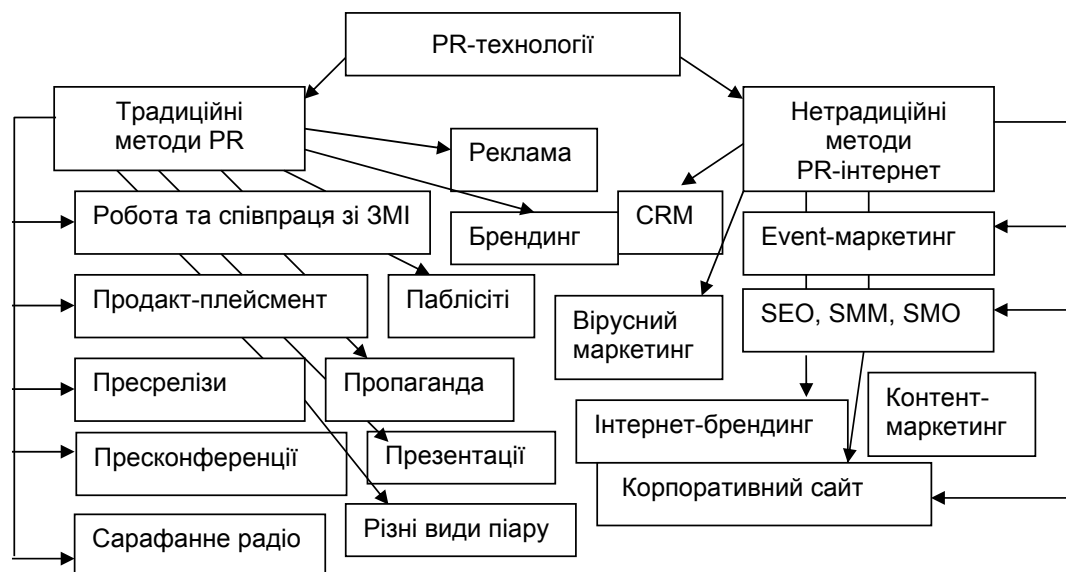 PR-технології
Традиційні
методи PR
Нетрадиційні
методи
PR-інтернет
Реклама
Робота та співпраця зі ЗМІ
Брендинг
CRM
Event-маркетинг
Продакт-плейсмент
Паблісіті
Вірусний
маркетинг
SEO, SMM, SMO
Пресрелізи
Пропаганда
Інтернет-брендинг
Контент-
маркетинг
Пресконференції
Презентації
Корпоративний сайт
Сарафанне радіо
Різні види піару